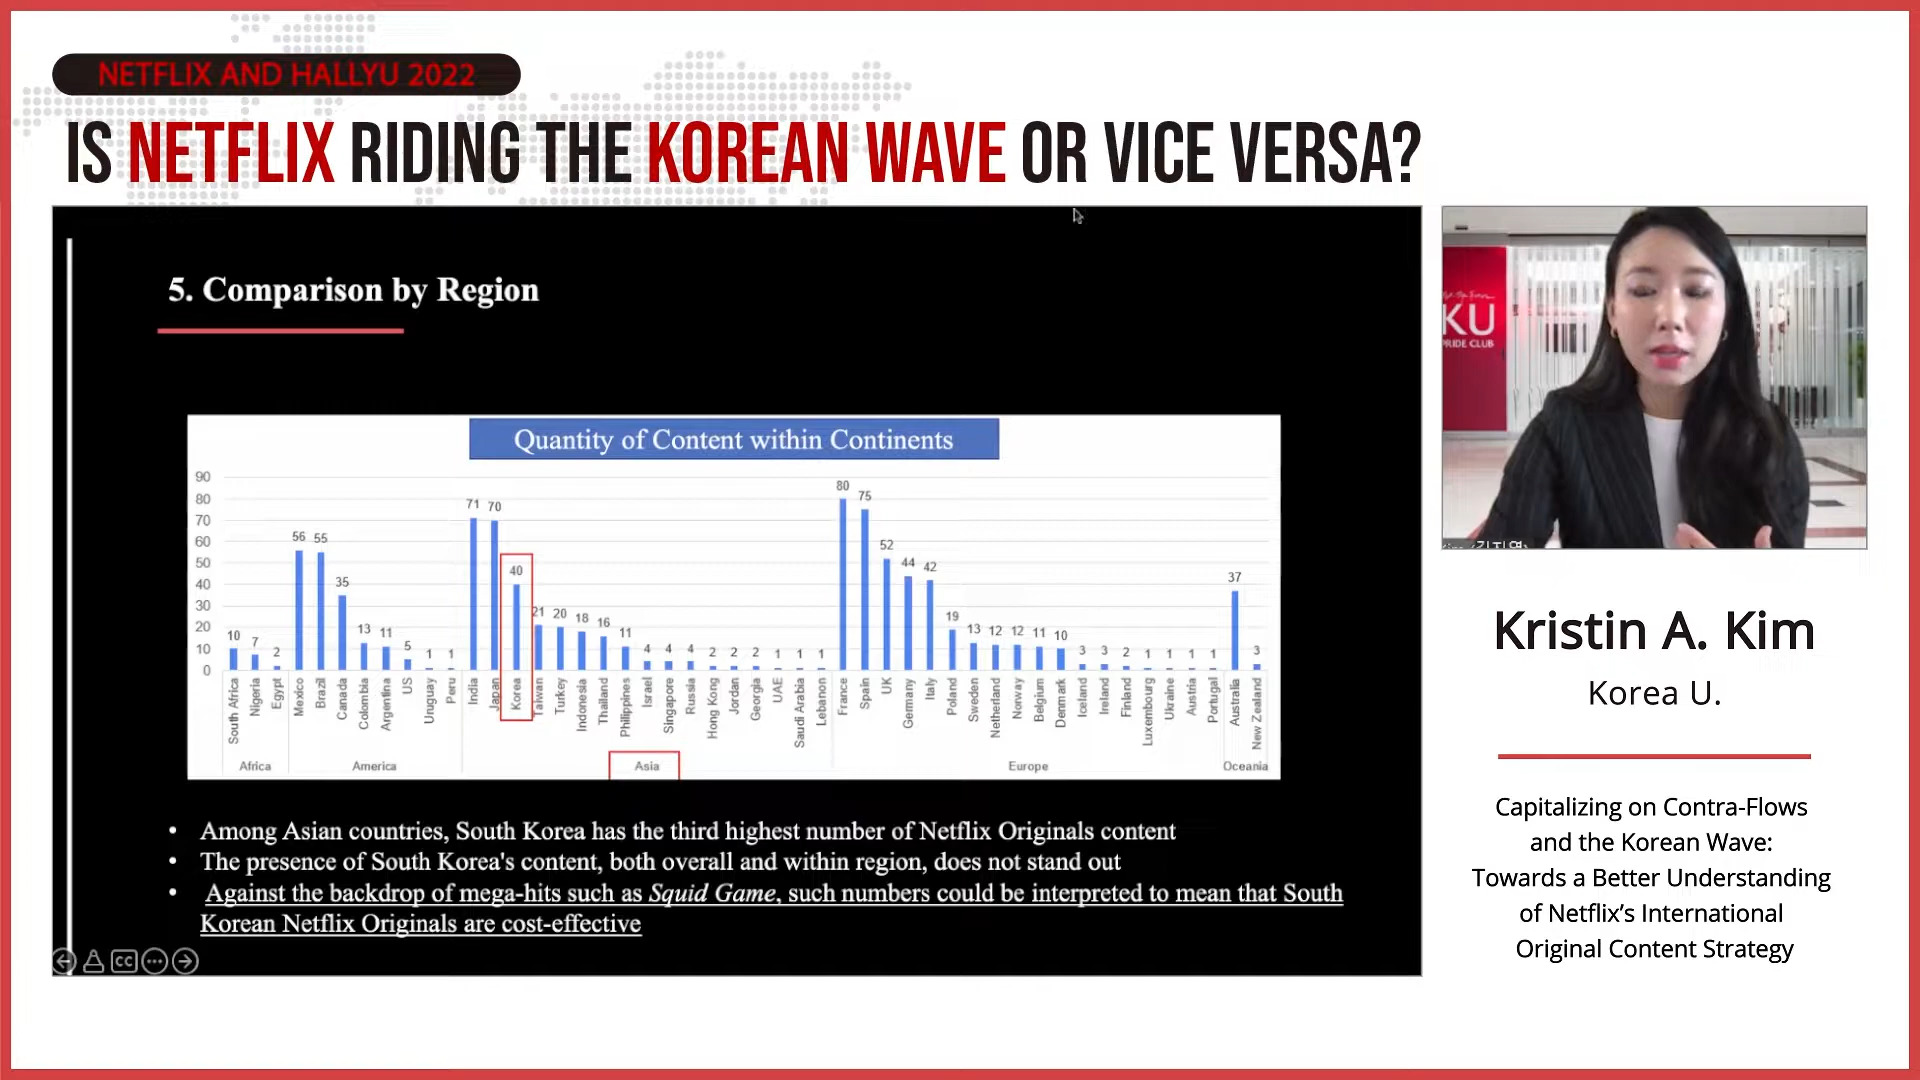 NETFLIX AND HALLYU 2022
IS NETFLIX RIDING THE KOREAN WAVE OR VICE VERSA?
5. Comparison by Region
Quantity of Content within Continents
90
80
70
60
50
40
30
20
10
0
10 7 2 56 55 35 13 11 5 1 1 71 70 40 21 20 18 16 11 4 4 4 2 2 2 1 1 1 80 75 52 44 42 19 13 12 12 11 10 3 3 2 1 1 1 1 37 3
South Africa
Nigeria
Egypt
Mexico
Brazil
Canada
Colombia
Argentina
US
Uruguay
Peru
India
Japan
Korea
Taiwan
Turkey
Indonesia
Thailand
Philippines
Israel
Singapore
Russia
Hong Kong
Jordan
Georgia
UAE
Saudi Arabia
Lebanon
France
Spain
UK
Germany
Italy
Poland
Sweden
Netherland
Norway
Belgium
Denmark
Iceland
Ireland
Finland
Luxembourg
Ukraine
Austria
Portugal
Australia
New Zealand
Africa America Asia Europe Oceania
• Among Asian countries, South Korea has the third highest number of Netflix Originals content
• The presence of South Korea's content, both overall and within region, does not stand out
• Against the backdrop of mega-hits such as Squid Game, such numbers could be interpreted to mean that South
Korean Netflix Originals are cost-effective
CC
KU
PRIDE CLUB
Kristin A. Kim
Korea U.
Capitalizing on Contra-Flows
and the Korean Wave:
Towards a Better Understanding
of Netflix's International
Original Content Strategy